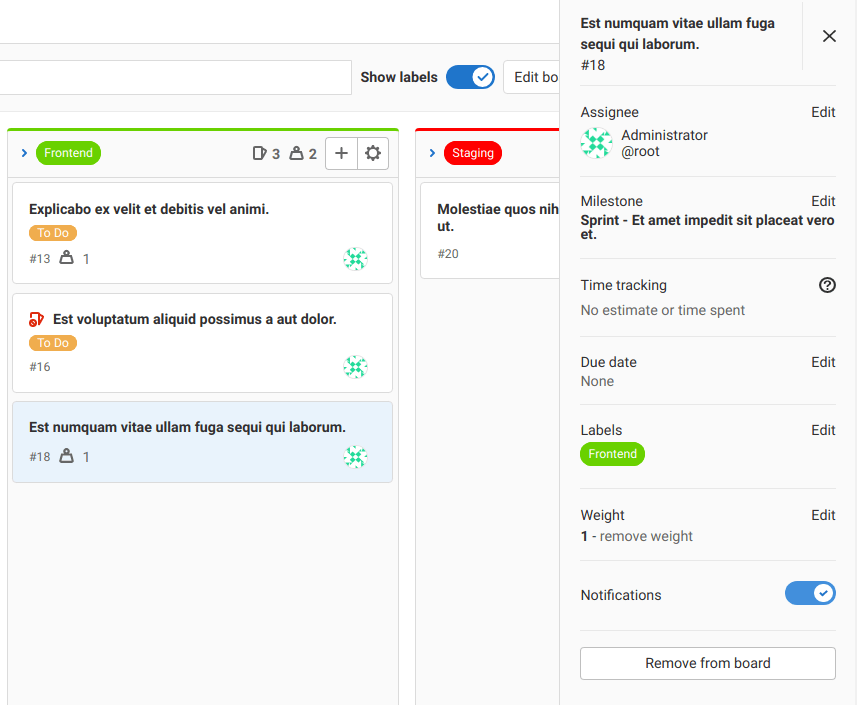 Show labels
Edit bo
Frontend
3
2
Explicabo ex velit et debitis vel animi.
To Do
#13
1
Est voluptatum aliquid possimus a aut dolor.
To Do
#16
Est numquam vitae ullam fuga sequi qui laborum.
#18
1
Staging
Molestiae quos nih
ut.
#20
Est numquam vitae ullam fuga
sequi qui laborum.
#18
Assignee Edit
Administrator
@root
Milestone Edit
Sprint - Et amet impedit sit placeat vero
et.
Time tracking
No estimate or time spent
Due date Edit
None
Labels Edit
Frontend
Weight Edit
1 - remove weight
Notifications
Remove from board